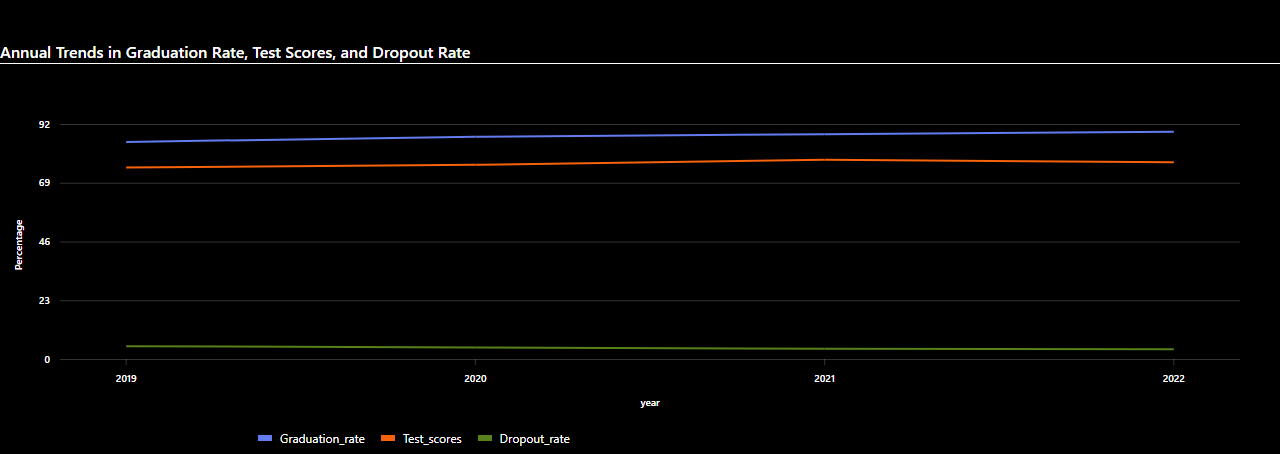 Annual Trends in Graduation Rate, Test Scores, and Dropout Rate
92
69
46
23
0
Percentage
2019 2020 2021 2022
year
Graduation_rate Test_scores Dropout_rate